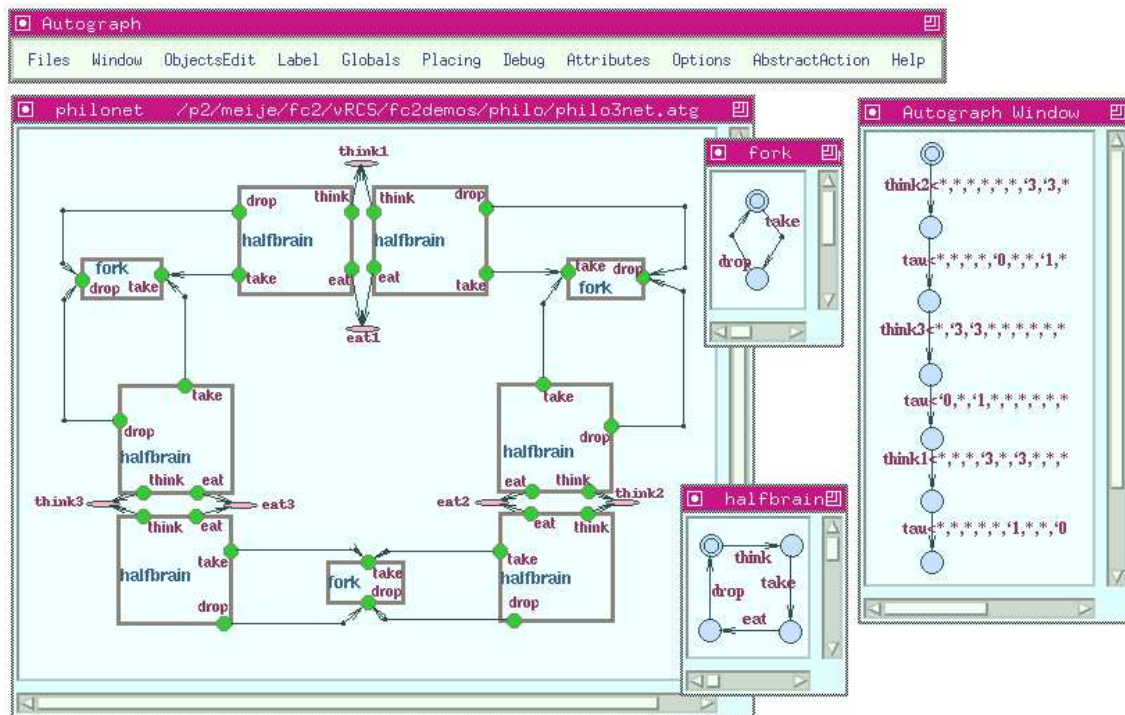 Autograph
Files Window ObjectsEdit Label Globals Placing Debug Attributes Options AbstractAction Help
philonet /p2/meije/fc2/vRCS/fc2demos/philo/philo3net.atg
think1
drop think think drop
halfbrain halfbrain
take eat eat take
eat1
fork
drop take
take drop
fork
take
drop
halfbrain
think eat
think3 eat3
think eat
halfbrain
take
drop
take
drop
halfbrain
eat think
eat2 think2
eat think
take
halfbrain
drop
take
fork
drop
fork
take
drop
halfbrain
think
take
drop
eat
Autograph Window
think2<*,*,*,*,*,*,*,‘3,‘3,*
tau<*,*,*,*,‘0,*,*,‘1,*
think3<*,‘3,‘3,*,*,*,*,*,*
tau<‘0,*,‘1,*,*,*,*,*,*
think1<*,*,*,‘3,*,‘3,*,*,*
tau<*,*,*,*,*,‘1,*,*,‘0